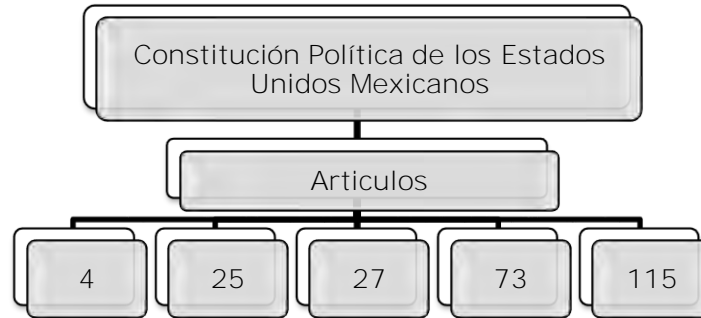 Constitución Política de los Estados
Unidos Mexicanos
Articulos
4
25
27
73
115